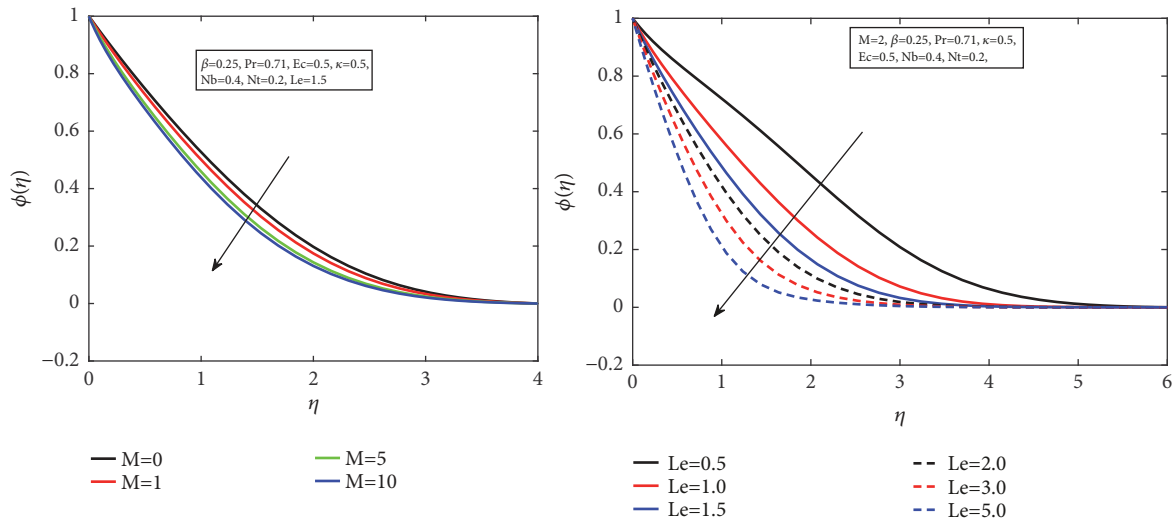 1
0.8
0.6
0.4
0.2
0
−0.2
ϕ(η)
β=0.25, Pr=0.71, Ec=0.5, κ=0.5,
Nb=0.4, Nt=0.2, Le=1.5
0 1 2 3 4
η
M=0 M=5
M=1 M=10
1
0.8
0.6
0.4
0.2
0
−0.2
ϕ(η)
M=2, β=0.25, Pr=0.71, κ=0.5,
Ec=0.5, Nb=0.4, Nt=0.2,
0 1 2 3 4 5 6
η
Le=0.5 Le=2.0
Le=1.0 Le=3.0
Le=1.5 Le=5.0